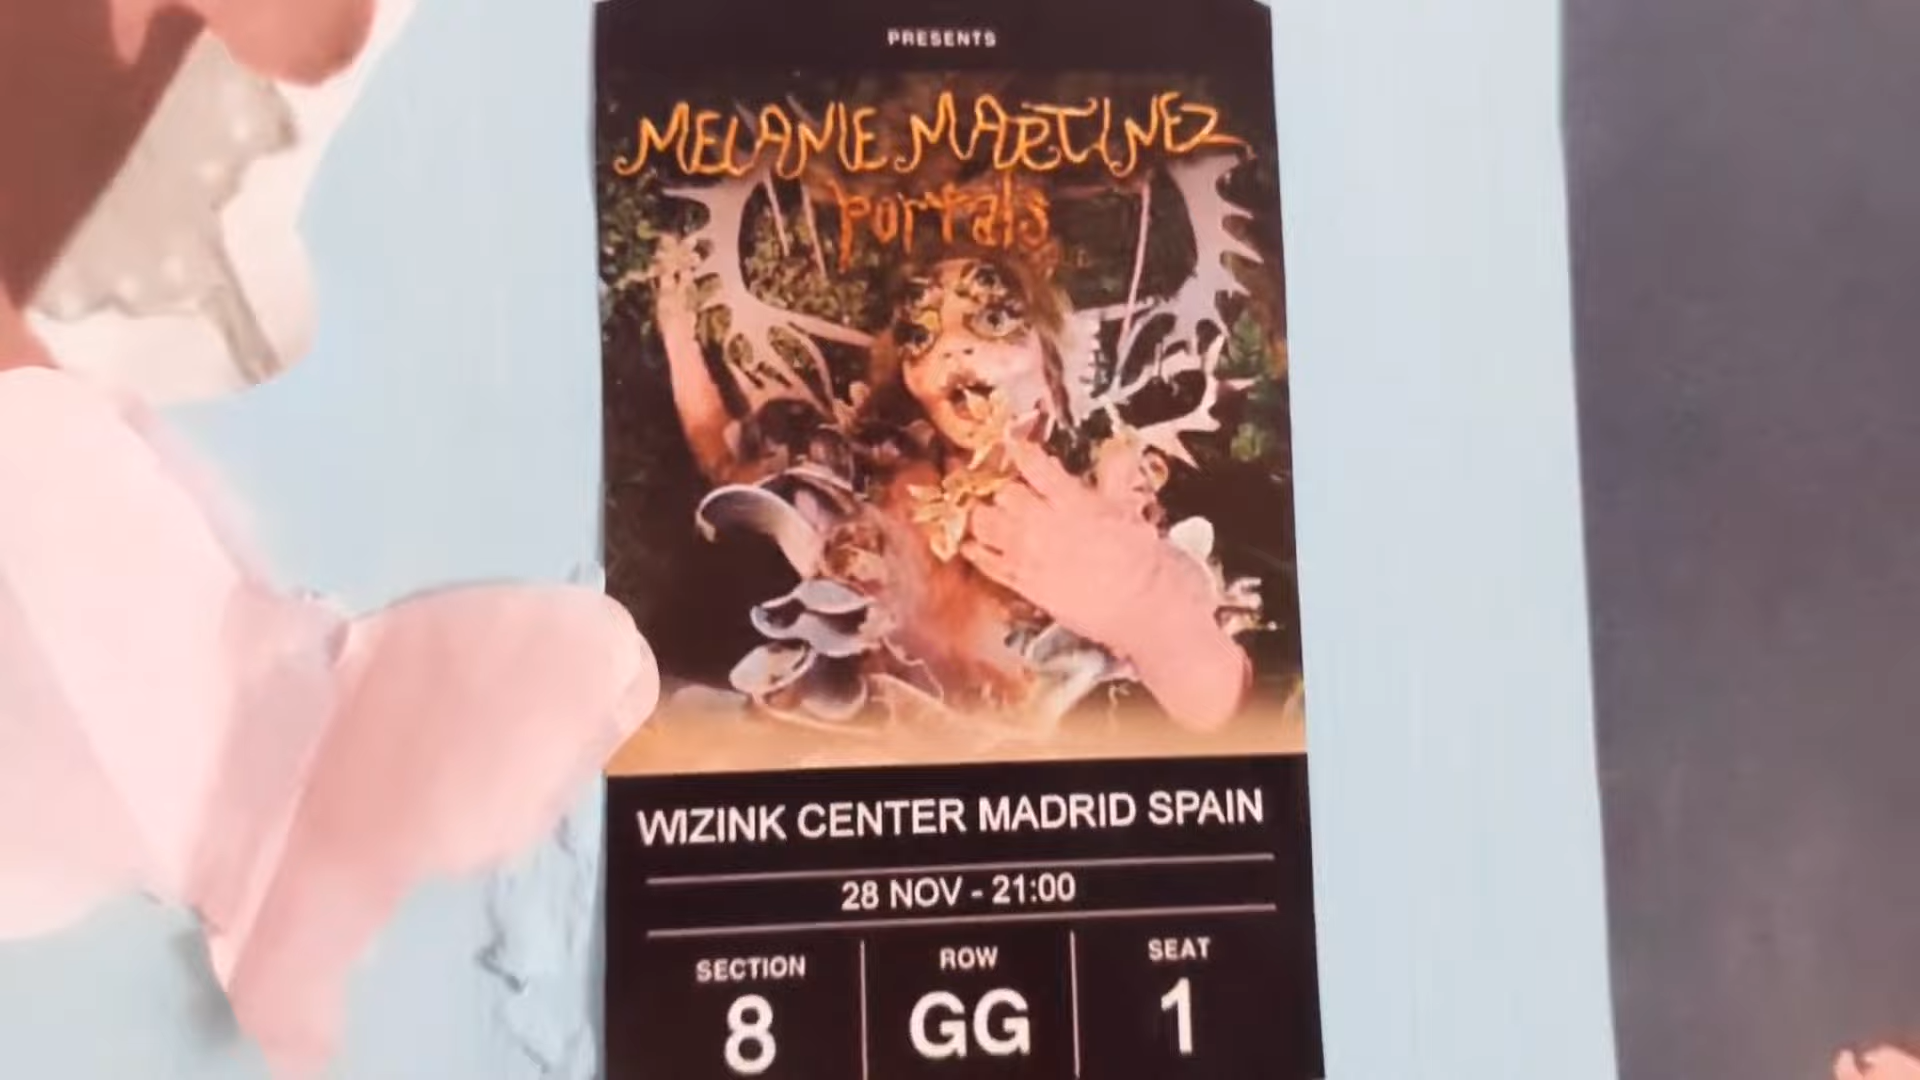 PRESENTS
MELANIE MARTINEZ
portals
WIZINK CENTER MADRID SPAIN
28 NOV - 21:00
SECTION ROW SEAT
8 GG 1